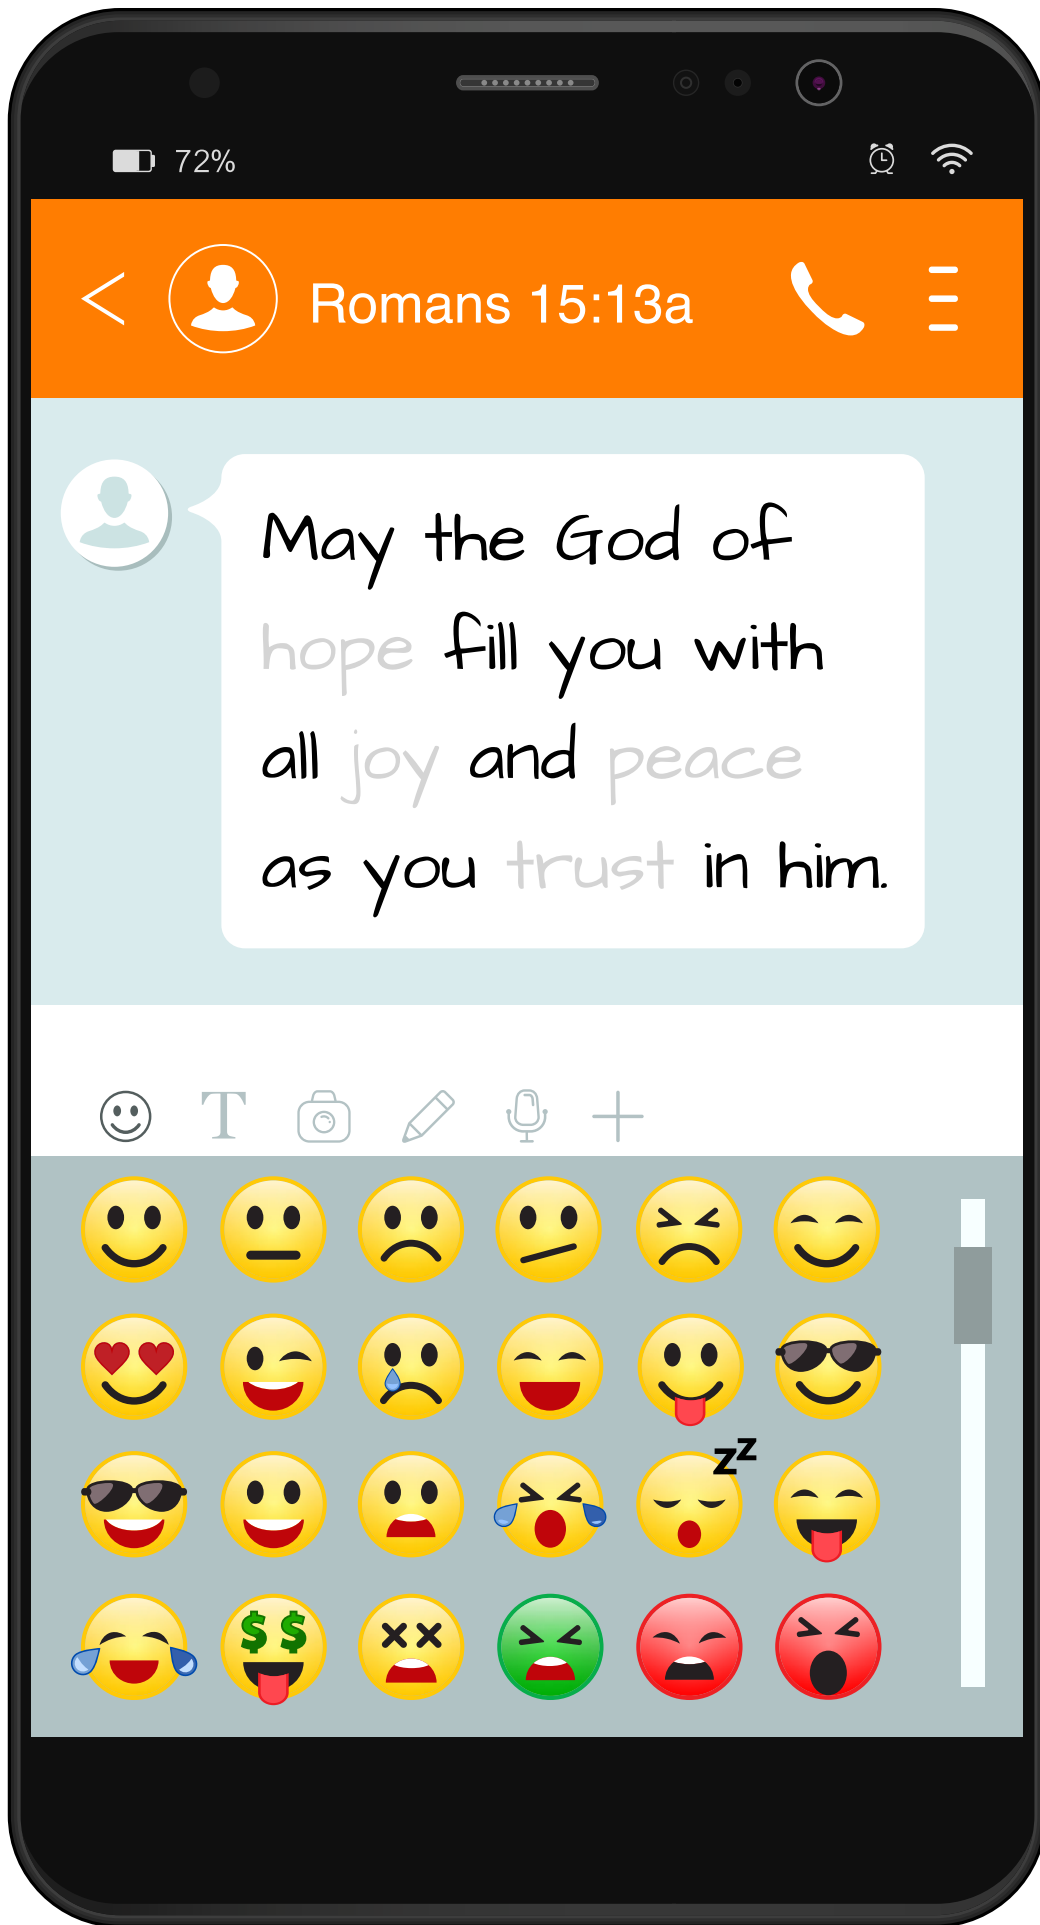 72%
Romans 15:13a
May the God of
hope fill you with
all joy and peace
as you trust in him.
T
zz
$ $